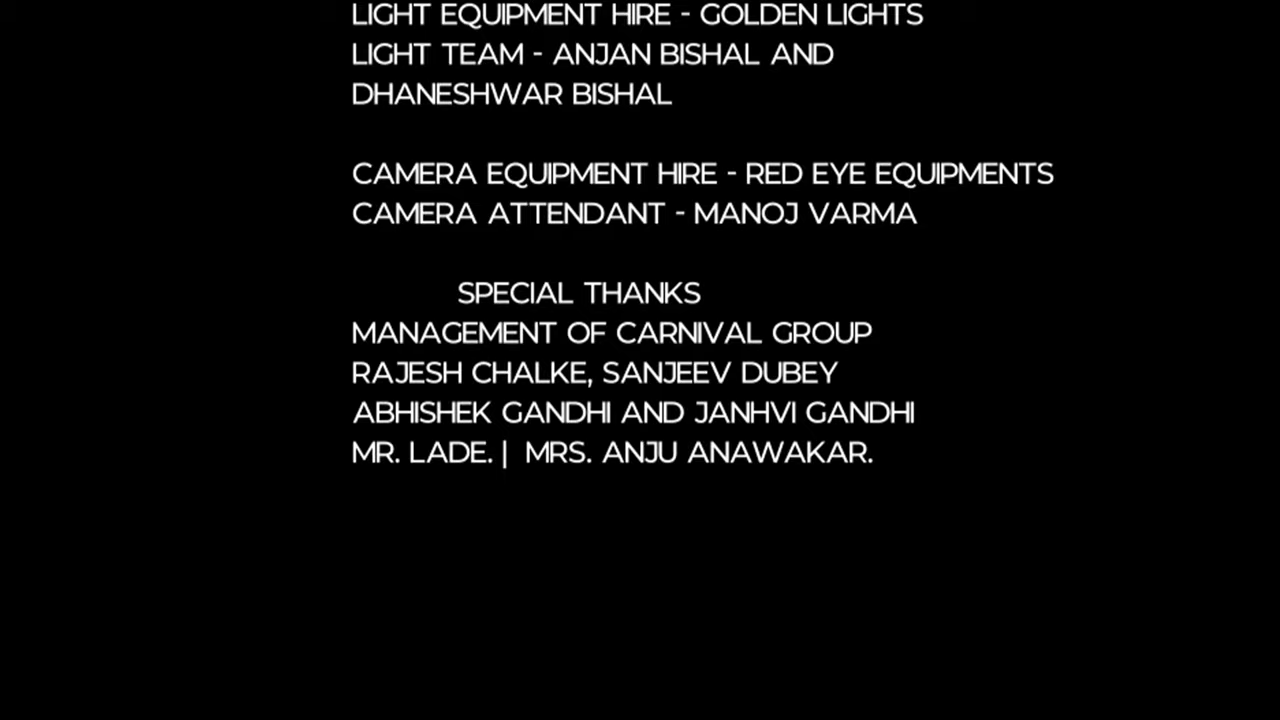 LIGHT EQUIPMENT HIRE - GOLDEN LIGHTS
LIGHT TEAM - ANJAN BISHAL AND
DHANESHWAR BISHAL
CAMERA EQUIPMENT HIRE - RED EYE EQUIPMENTS
CAMERA ATTENDANT - MANOJ VARMA
SPECIAL THANKS
MANAGEMENT OF CARNIVAL GROUP
RAJESH CHALKE, SANJEEV DUBEY
ABHISHEK GANDHI AND JANHVI GANDHI
MR. LADE. | MRS. ANJU ANAWAKAR.